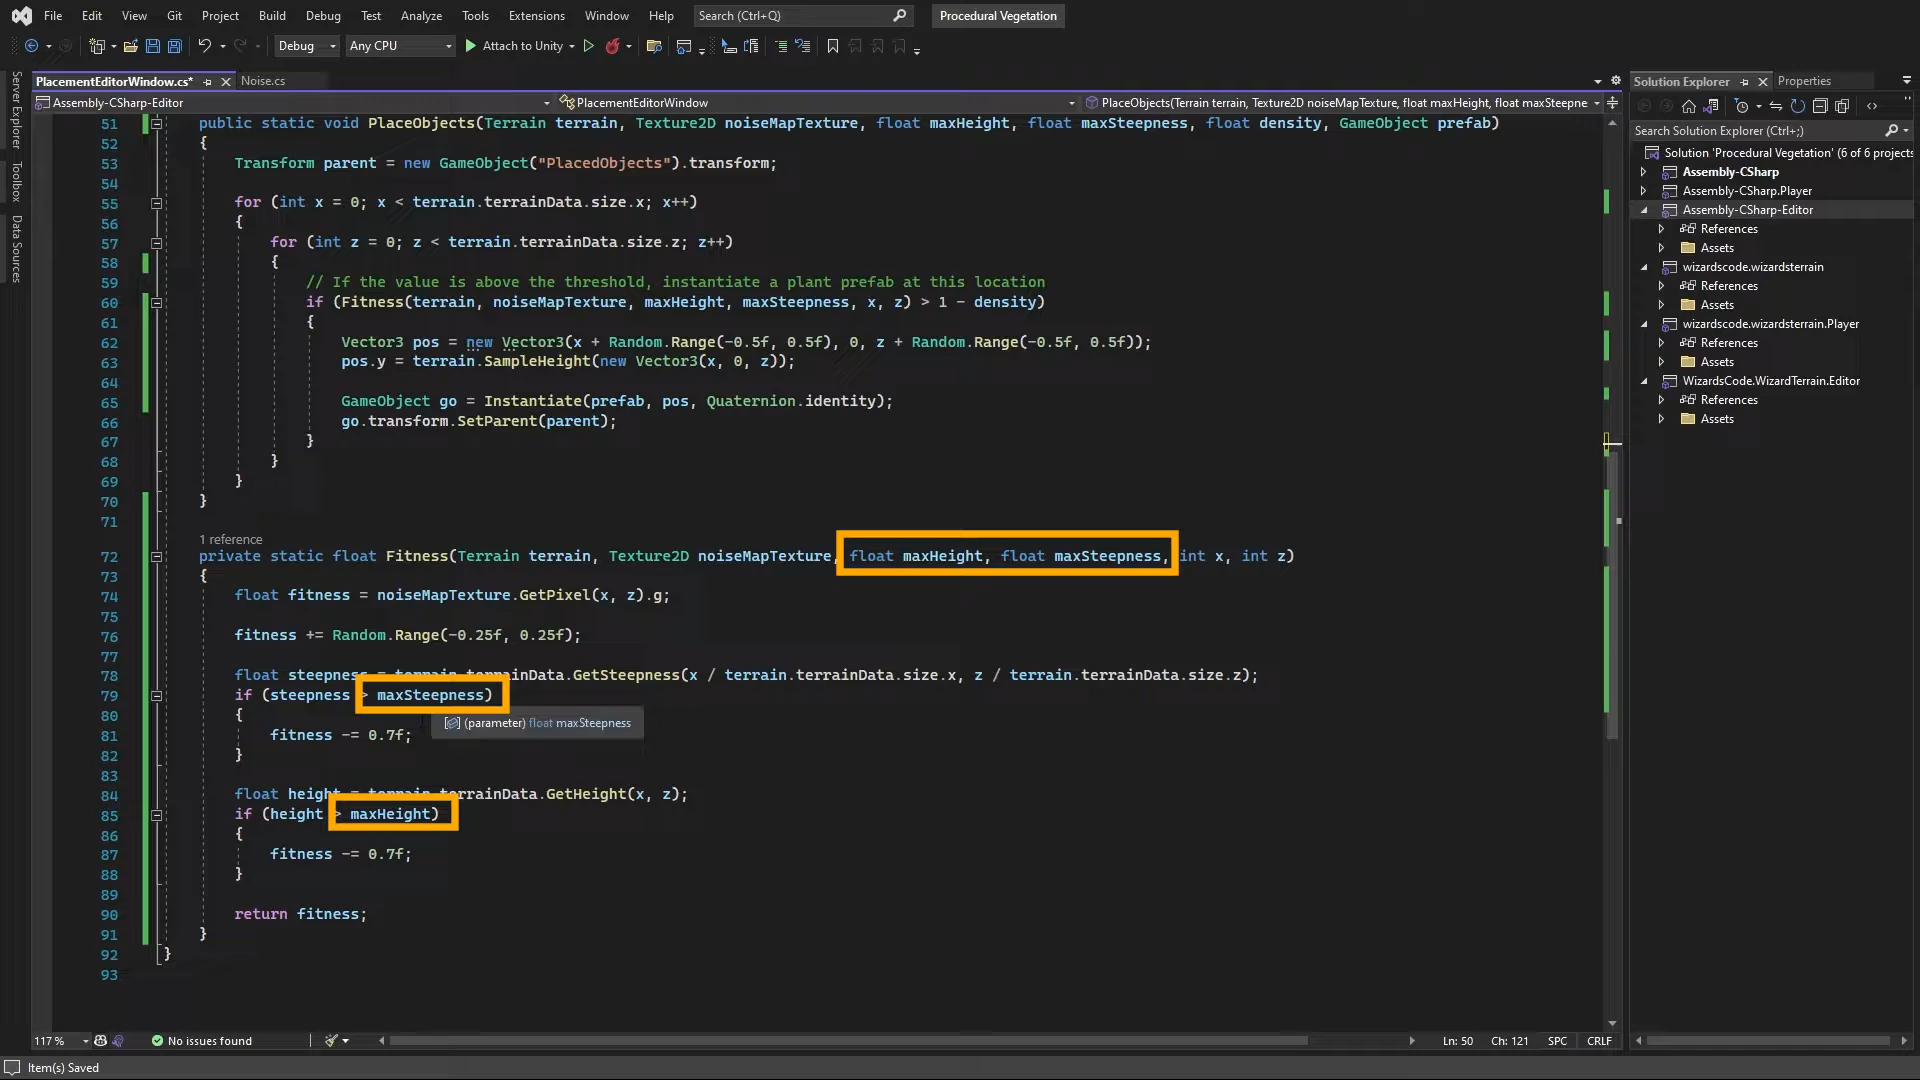 File Edit View Git Project Build Debug Test Analyze Tools Extensions Window Help Search (Ctrl+Q) Procedural Vegetation
Debug Any CPU Attach to Unity
PlacementEditorWindow.cs* Noise.cs
Assembly-CSharp-Editor PlacementEditorWindow PlaceObjects(Terrain terrain, Texture2D noiseMapTexture, float maxHeight, float maxSteepne
Server Explorer
Toolbox
Data Sources
51 public static void PlaceObjects(Terrain terrain, Texture2D noiseMapTexture, float maxHeight, float maxSteepness, float density, GameObject prefab)
52 {
53 Transform parent = new GameObject("PlacedObjects").transform;
54
55 for (int x = 0; x < terrain.terrainData.size.x; x++)
56 {
57 for (int z = 0; z < terrain.terrainData.size.z; z++)
58 {
59 // If the value is above the threshold, instantiate a plant prefab at this location
60 if (Fitness(terrain, noiseMapTexture, maxHeight, maxSteepness, x, z) > 1 - density)
61 {
62 Vector3 pos = new Vector3(x + Random.Range(-0.5f, 0.5f), 0, z + Random.Range(-0.5f, 0.5f));
63 pos.y = terrain.SampleHeight(new Vector3(x, 0, z));
64
65 GameObject go = Instantiate(prefab, pos, Quaternion.identity);
66 go.transform.SetParent(parent);
67 }
68 }
69 }
70 }
71
1 reference
72 private static float Fitness(Terrain terrain, Texture2D noiseMapTexture, float maxHeight, float maxSteepness, int x, int z)
73 {
74 float fitness = noiseMapTexture.GetPixel(x, z).g;
75
76 fitness += Random.Range(-0.25f, 0.25f);
77
78 float steepness = terrain.terrainData.GetSteepness(x / terrain.terrainData.size.x, z / terrain.terrainData.size.z);
79 if (steepness > maxSteepness)
80 {
(parameter) float maxSteepness
81 fitness -= 0.7f;
82 }
83
84 float height = terrain.terrainData.GetHeight(x, z);
85 if (height > maxHeight)
86 {
87 fitness -= 0.7f;
88 }
89
90 return fitness;
91 }
92 }
93
Solution Explorer Properties
Search Solution Explorer (Ctrl+;)
Solution 'Procedural Vegetation' (6 of 6 projects
Assembly-CSharp
Assembly-CSharp.Player
Assembly-CSharp-Editor
References
Assets
wizardscode.wizardsterrain
References
Assets
wizardscode.wizardsterrain.Player
References
Assets
WizardsCode.WizardTerrain.Editor
References
Assets
117 % No issues found Ln: 50 Ch: 121 SPC CRLF
Item(s) Saved